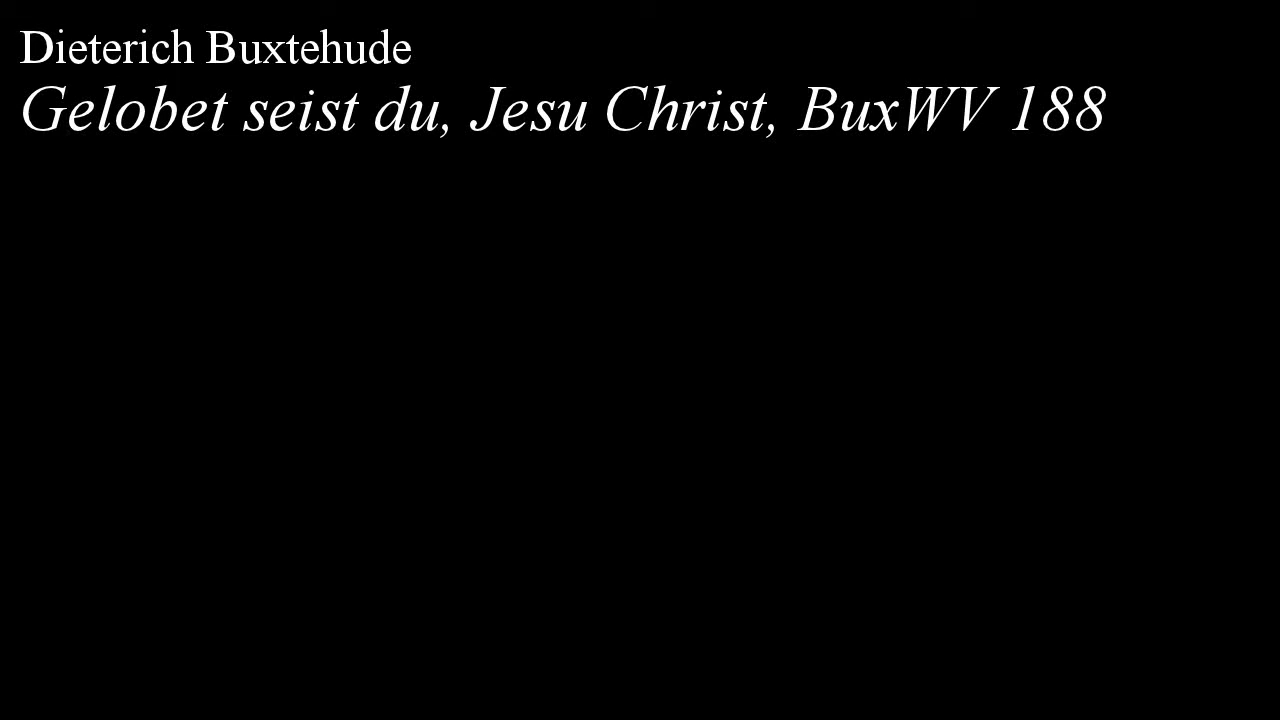 Dieterich Buxtehude
Gelobet seist du, Jesu Christ, BuxWV 188